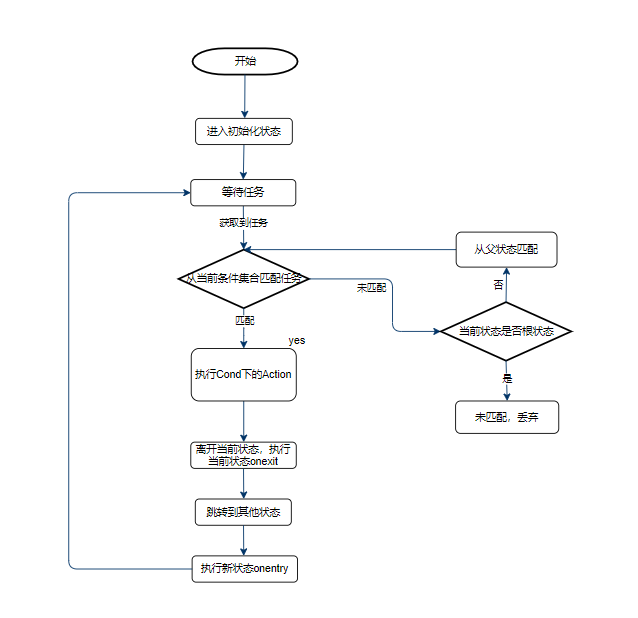 开始
进入初始化状态
等待任务
获取到任务
从父状态匹配
从当前条件集合匹配任务
未匹配
否
当前状态是否根状态
匹配
yes
执行Cond下的Action
是
未匹配，丢弃
离开当前状态，执行
当前状态onexit
跳转到其他状态
执行新状态onentry